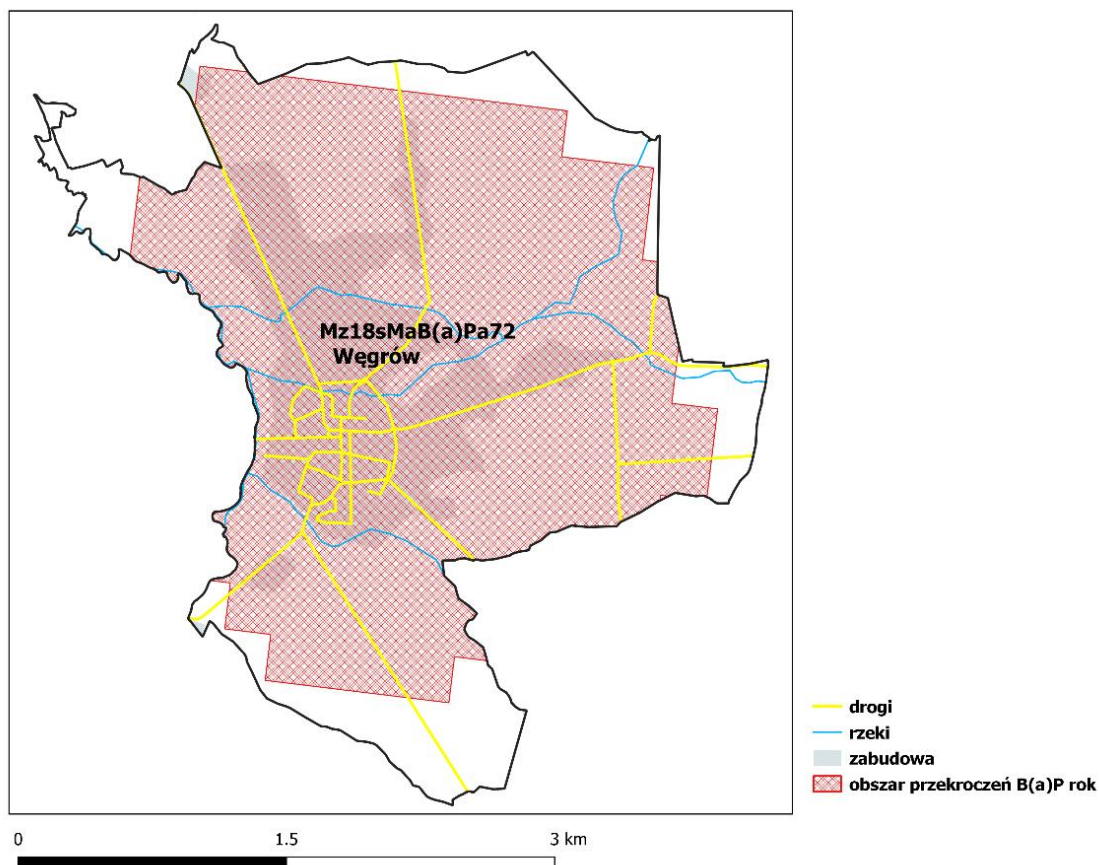 Mz18sMaB(a)Pa72
Węgrów
drogi
rzeki
zabudowa
obszar przekroczeń B(a)P rok
0 1.5 3 km